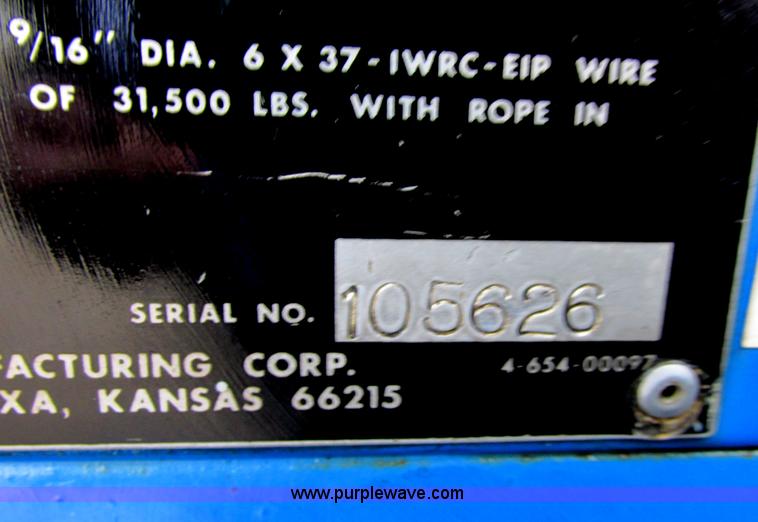 9/16" DIA. 6 X 37-IWRC-EIP WIRE
OF 31,500 LBS. WITH ROPE IN
SERIAL NO. 105626
FACTURING CORP. 4-654-00097
XA, KANSAS 66215
www.purplewave.com